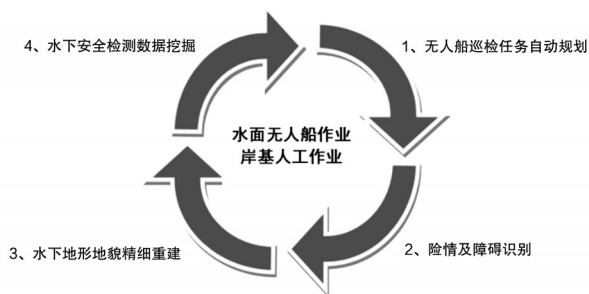 4、水下安全检测数据挖掘
1、无人船巡检任务自动规划
水面无人船作业
岸基人工作业
3、水下地形地貌精细重建
2、险情及障碍识别